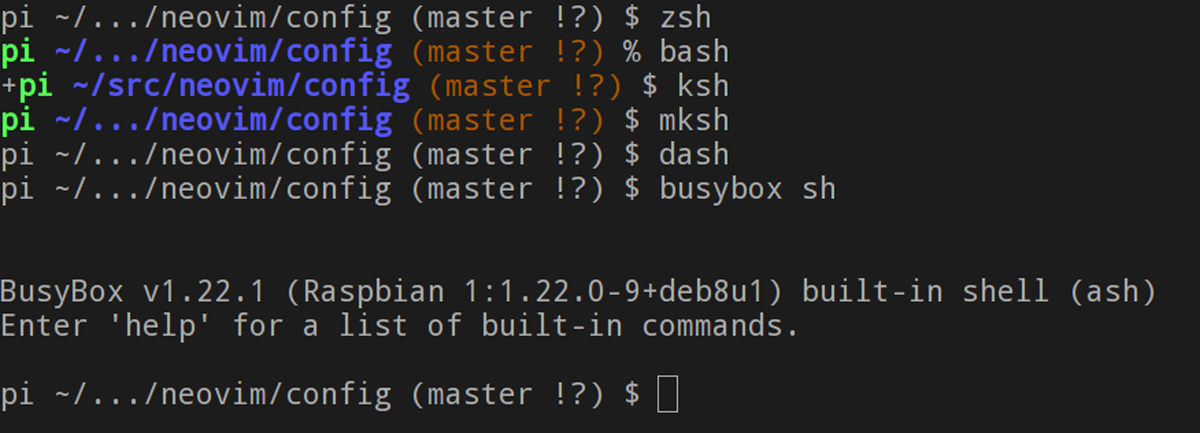 pi ~/.../neovim/config (master !?) $ zsh
pi ~/.../neovim/config (master !?) % bash
+pi ~/src/neovim/config (master !?) $ ksh
pi ~/.../neovim/config (master !?) $ mksh
pi ~/.../neovim/config (master !?) $ dash
pi ~/.../neovim/config (master !?) $ busybox sh
BusyBox v1.22.1 (Raspbian 1:1.22.0-9+deb8u1) built-in shell (ash)
Enter 'help' for a list of built-in commands.
pi ~/.../neovim/config (master !?) $